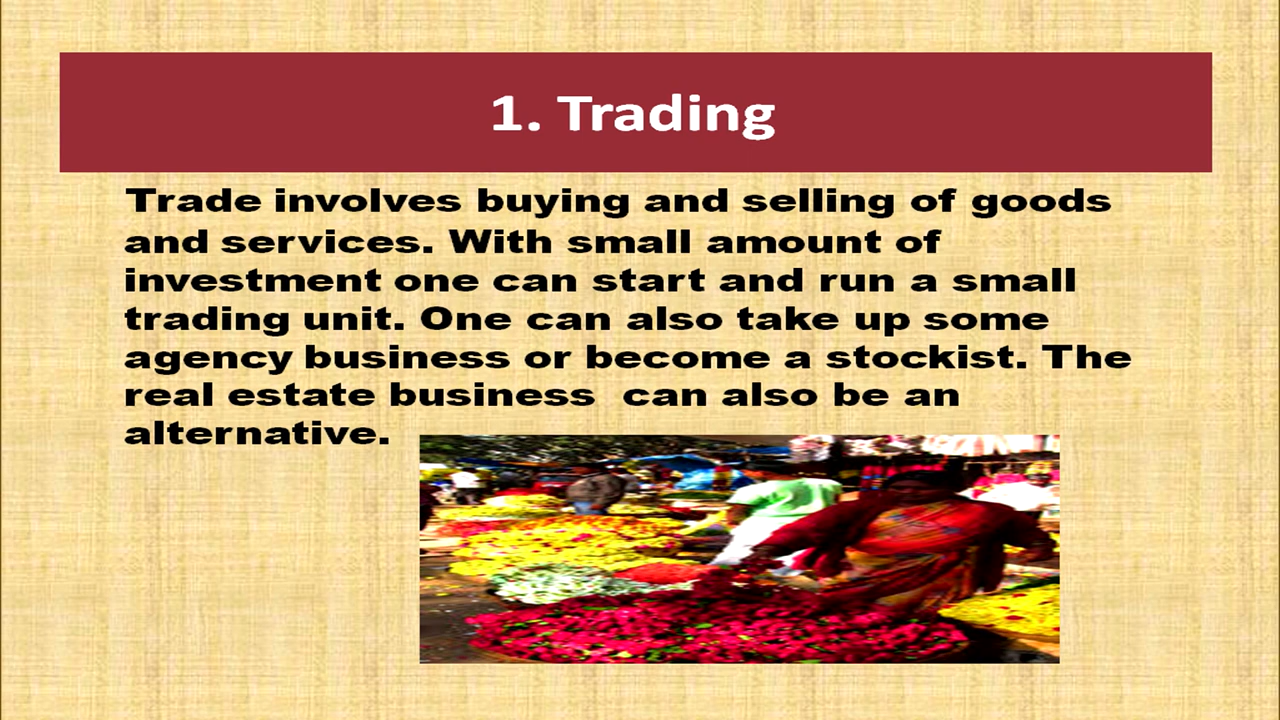 1. Trading
Trade involves buying and selling of goods
and services. With small amount of
investment one can start and run a small
trading unit. One can also take up some
agency business or become a stockist. The
real estate business  can also be an
alternative.